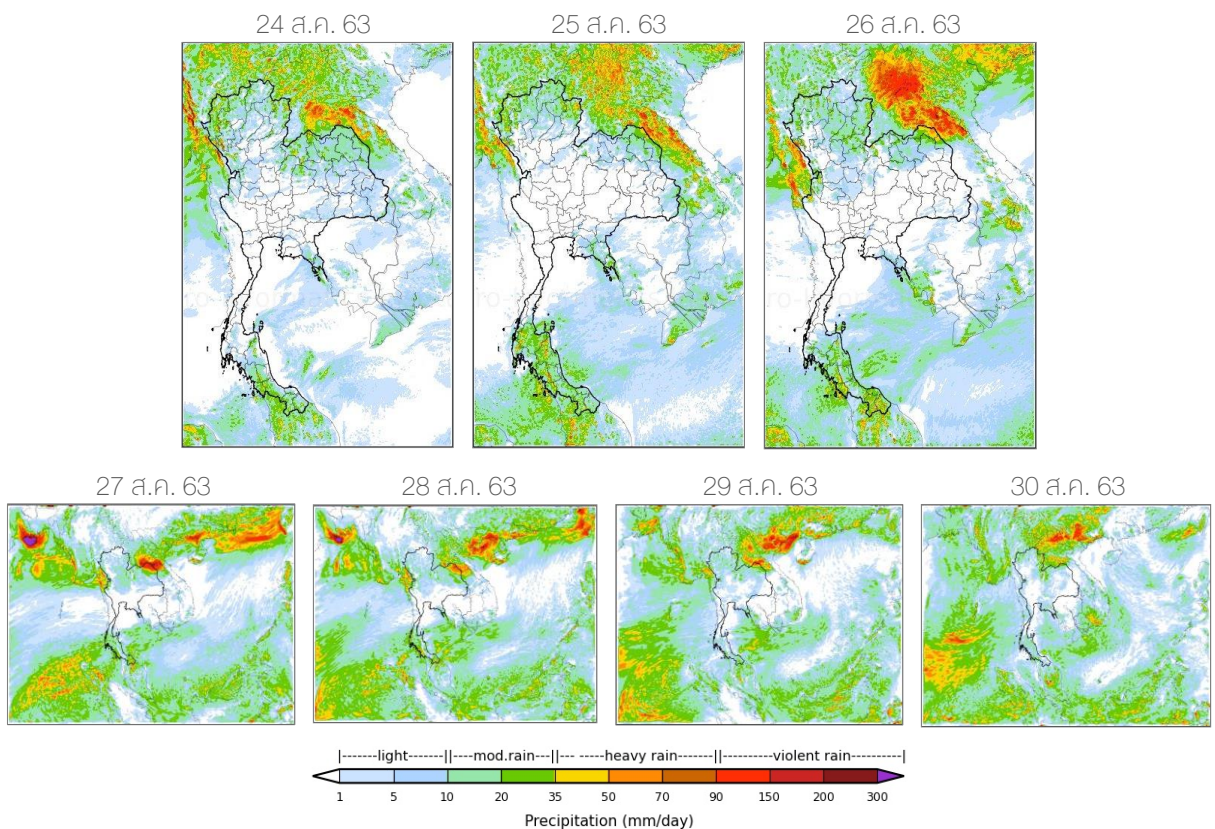 24 ส.ค. 63 25 ส.ค. 63 26 ส.ค. 63
27 ส.ค. 63 28 ส.ค. 63 29 ส.ค. 63 30 ส.ค. 63
|-----light-------||----mod.rain---||--- -----heavy rain------||---------violent rain----------|
1 5 10 20 35 50 70 90 150 200 300
Precipitation (mm/day)